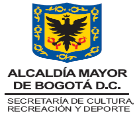 ALCALDÍA MAYOR
DE BOGOTÁ D.C.
SECRETARÍA DE CULTURA,
RECREACIÓN Y DEPORTE